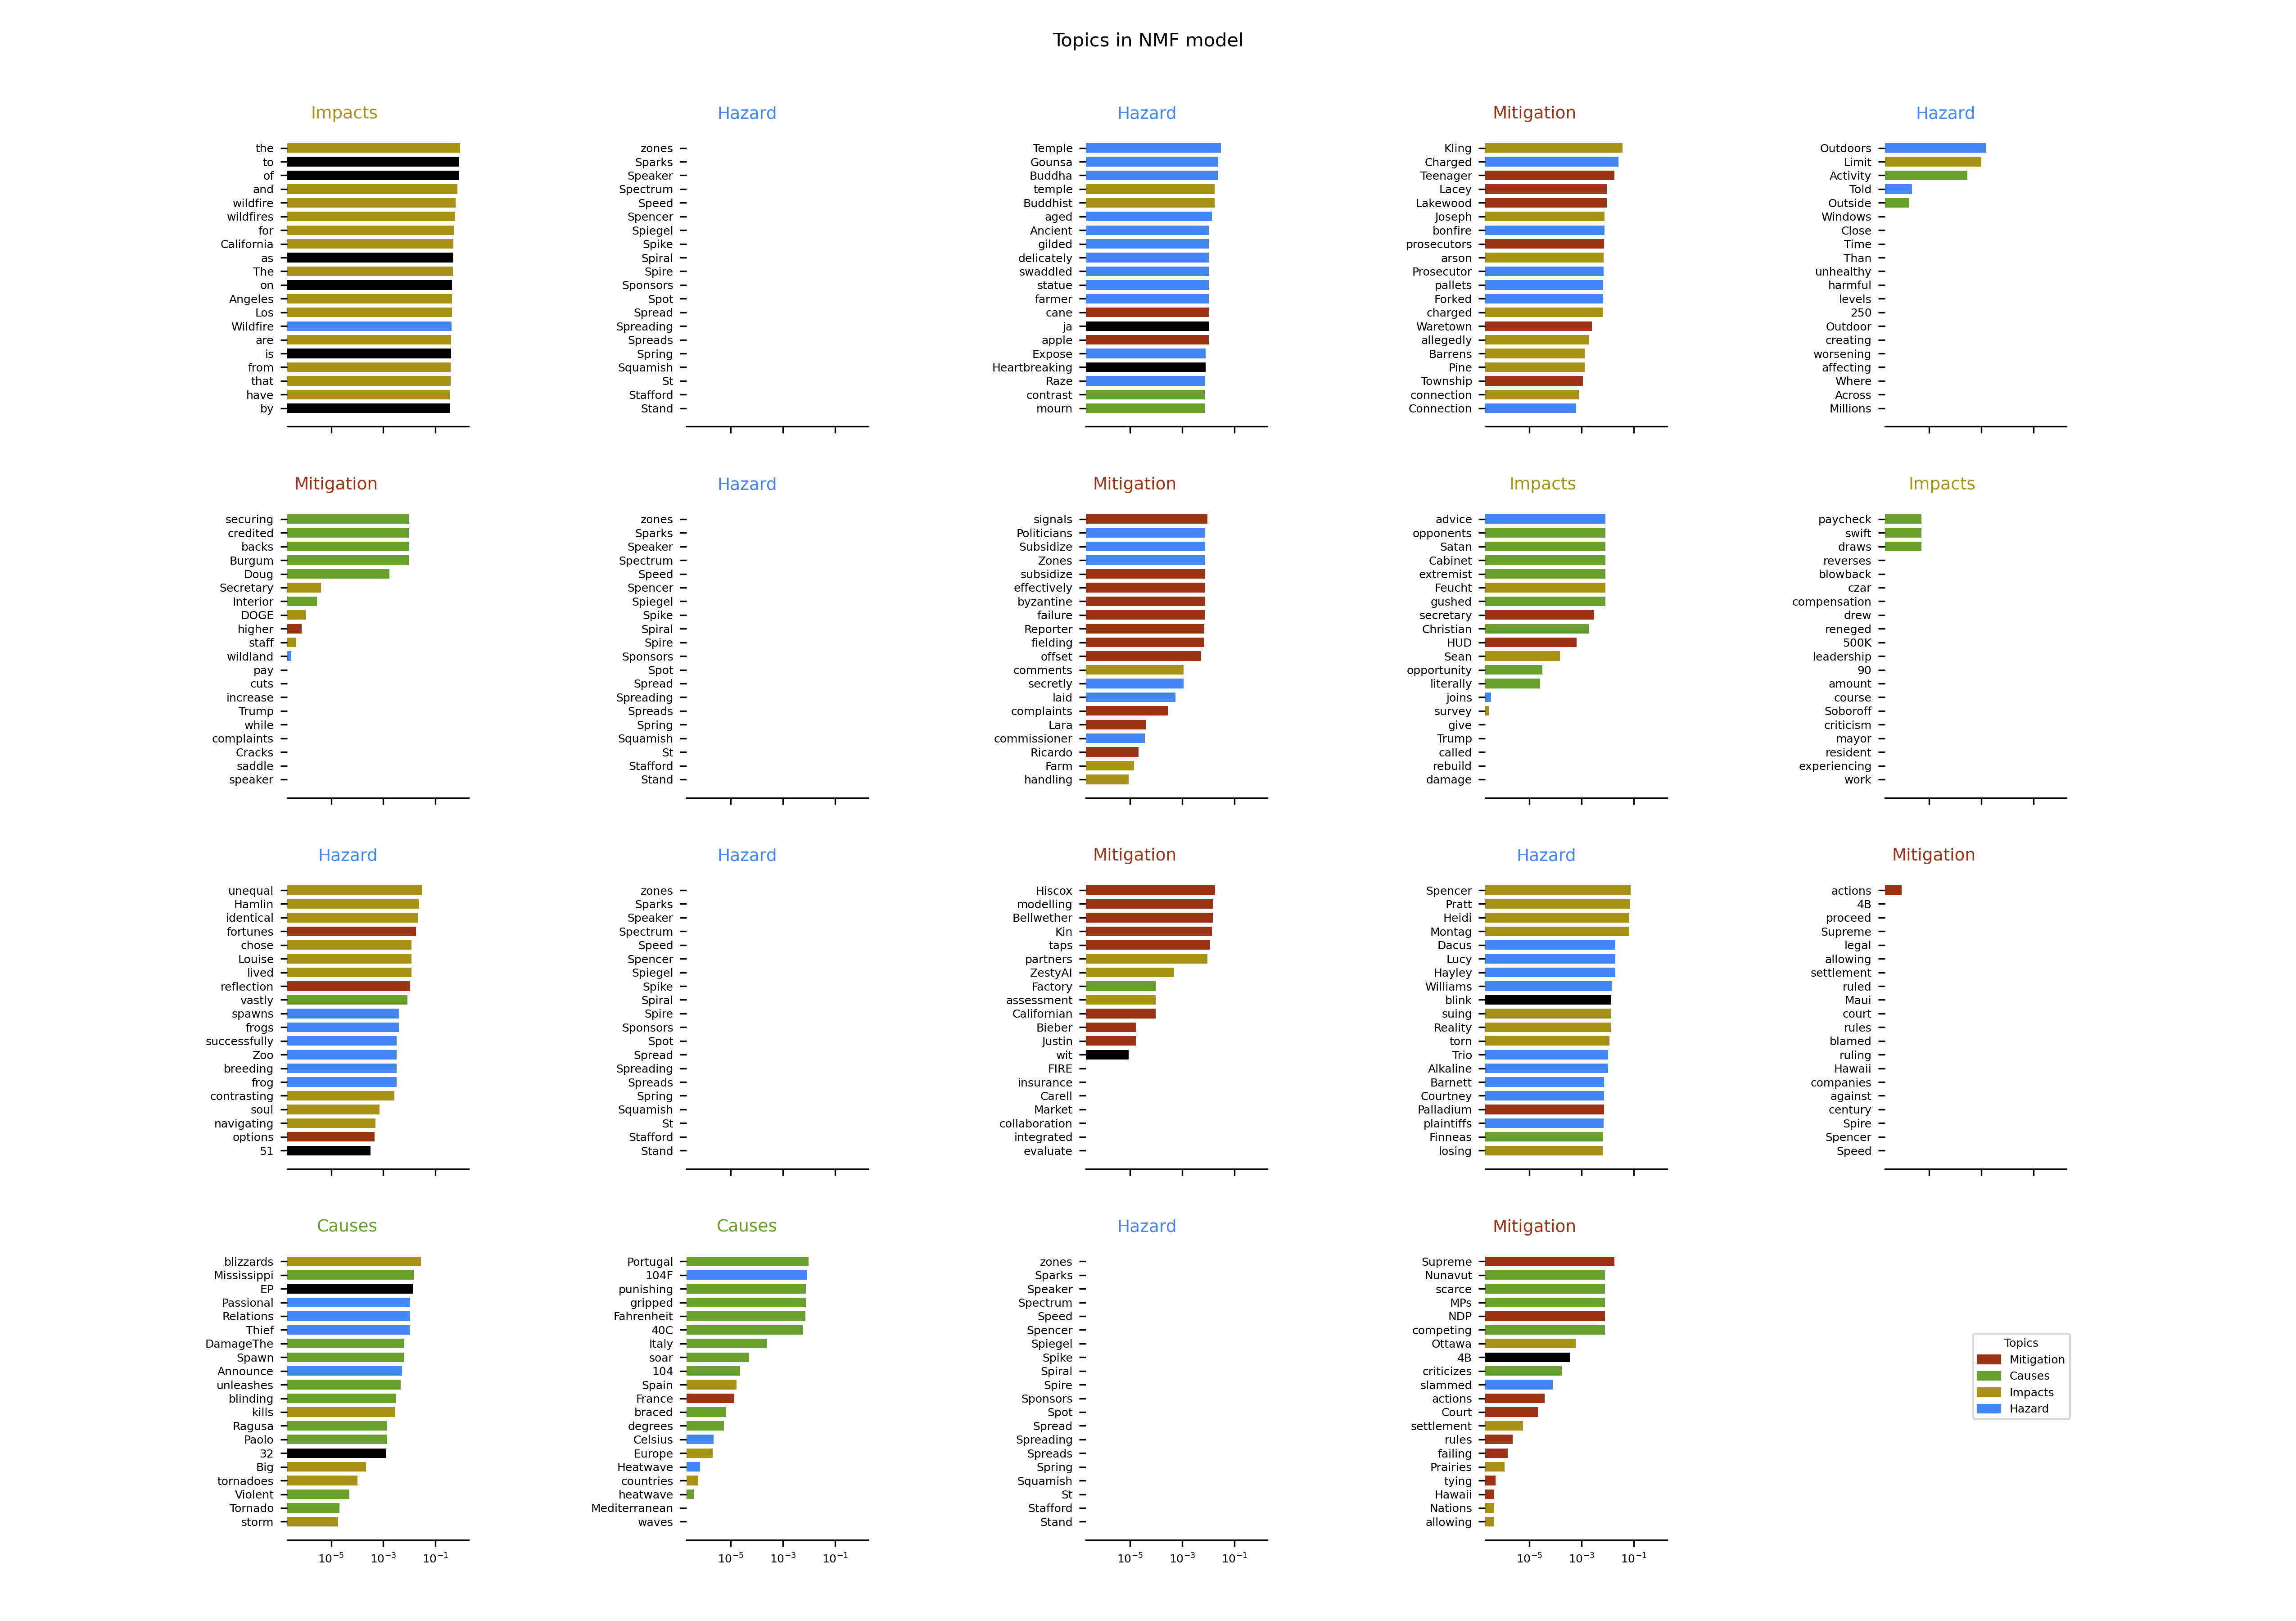 Topics in NMF model
Impacts
the
to
of
and
wildfire
wildfires
for
California
as
The
on
Angeles
Los
Wildfire
are
is
from
that
have
by
Hazard
zones
Sparks
Speaker
Spectrum
Speed
Spencer
Spiegel
Spike
Spiral
Spire
Sponsors
Spot
Spread
Spreading
Spreads
Spring
Squamish
St
Stafford
Stand
Hazard
Temple
Gounsa
Buddha
temple
Buddhist
aged
Ancient
gilded
delicately
swaddled
statue
farmer
cane
ja
apple
Expose
Heartbreaking
Raze
contrast
mourn
Mitigation
Kling
Charged
Teenager
Lacey
Lakewood
Joseph
bonfire
prosecutors
arson
Prosecutor
pallets
Forked
charged
Waretown
allegedly
Barrens
Pine
Township
connection
Connection
Hazard
Outdoors
Limit
Activity
Told
Outside
Windows
Close
Time
Than
unhealthy
harmful
levels
250
Outdoor
creating
worsening
affecting
Where
Across
Millions
Mitigation
securing
credited
backs
Burgum
Doug
Secretary
Interior
DOGE
higher
staff
wildland
pay
cuts
increase
Trump
while
complaints
Cracks
saddle
speaker
Hazard
zones
Sparks
Speaker
Spectrum
Speed
Spencer
Spiegel
Spike
Spiral
Spire
Sponsors
Spot
Spread
Spreading
Spreads
Spring
Squamish
St
Stafford
Stand
Mitigation
signals
Politicians
Subsidize
Zones
subsidize
effectively
byzantine
failure
Reporter
fielding
offset
comments
secretly
laid
complaints
Lara
commissioner
Ricardo
Farm
handling
Impacts
advice
opponents
Satan
Cabinet
extremist
Feucht
gushed
secretary
Christian
HUD
Sean
opportunity
literally
joins
survey
give
Trump
called
rebuild
damage
Impacts
paycheck
swift
draws
reverses
blowback
czar
compensation
drew
reneged
500K
leadership
90
amount
course
Soboroff
criticism
mayor
resident
experiencing
work
Hazard
unequal
Hamlin
identical
fortunes
chose
Louise
lived
reflection
vastly
spawns
frogs
successfully
Zoo
breeding
frog
contrasting
soul
navigating
options
51
Hazard
zones
Sparks
Speaker
Spectrum
Speed
Spencer
Spiegel
Spike
Spiral
Spire
Sponsors
Spot
Spread
Spreading
Spreads
Spring
Squamish
St
Stafford
Stand
Mitigation
Hiscox
modelling
Bellwether
Kin
taps
partners
ZestyAI
Factory
assessment
Californian
Bieber
Justin
wit
FIRE
insurance
Carell
Market
collaboration
integrated
evaluate
Hazard
Spencer
Pratt
Heidi
Montag
Dacus
Lucy
Hayley
Williams
blink
suing
Reality
torn
Trio
Alkaline
Barnett
Courtney
Palladium
plaintiffs
Finneas
losing
Mitigation
actions
4B
proceed
Supreme
legal
allowing
settlement
ruled
Maui
court
rules
blamed
ruling
Hawaii
companies
against
century
Spire
Spencer
Speed
Causes
blizzards
Mississippi
EP
Passional
Relations
Thief
DamageThe
Spawn
Announce
unleashes
blinding
kills
Ragusa
Paolo
32
Big
tornadoes
Violent
Tornado
storm
10⁻⁵ 10⁻³ 10⁻¹
Causes
Portugal
104F
punishing
gripped
Fahrenheit
40C
Italy
soar
104
Spain
France
braced
degrees
Celsius
Europe
Heatwave
countries
heatwave
Mediterranean
waves
10⁻⁵ 10⁻³ 10⁻¹
Hazard
zones
Sparks
Speaker
Spectrum
Speed
Spencer
Spiegel
Spike
Spiral
Spire
Sponsors
Spot
Spread
Spreading
Spreads
Spring
Squamish
St
Stafford
Stand
10⁻⁵ 10⁻³ 10⁻¹
Mitigation
Supreme
Nunavut
scarce
MPs
NDP
competing
Ottawa
4B
criticizes
slammed
actions
Court
settlement
rules
failing
Prairies
tying
Hawaii
Nations
allowing
10⁻⁵ 10⁻³ 10⁻¹
Topics
Mitigation
Causes
Impacts
Hazard